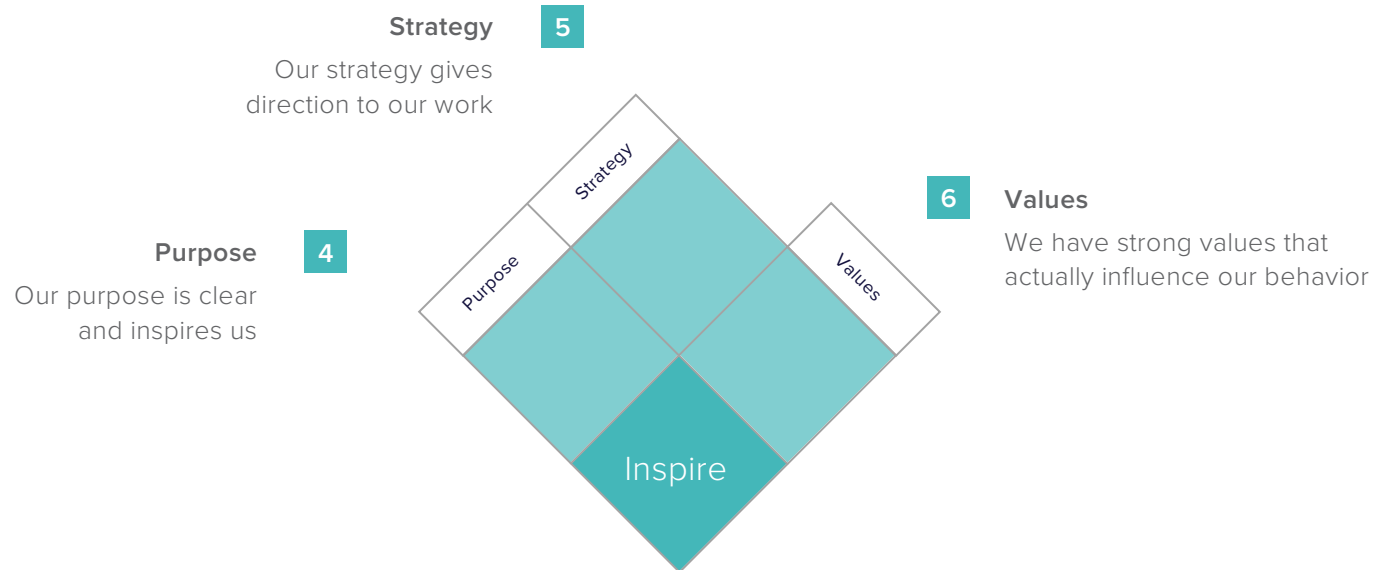 Strategy
5
Our strategy gives
direction to our work
Strategy
6
Values
We have strong values that
actually influence our behavior
Purpose
4
Our purpose is clear
and inspires us
Purpose
Values
Inspire